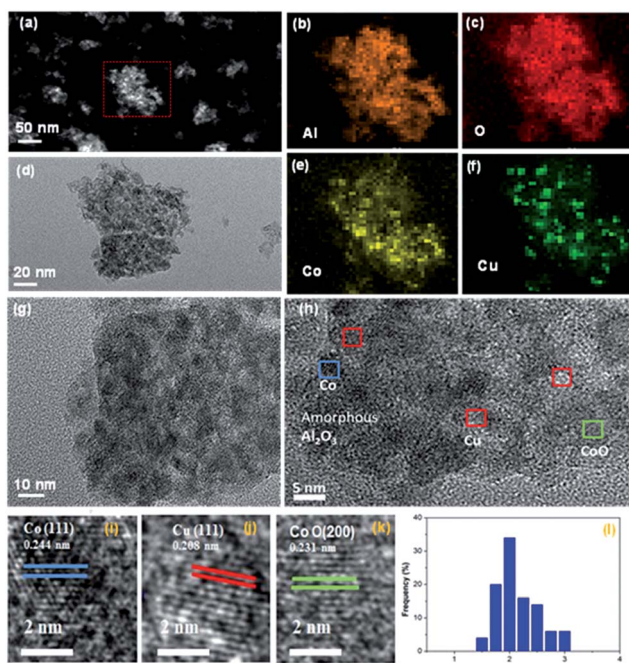 (a)
50 nm
(b)
Al
(c)
O
(d)
20 nm
(e)
Co
(f)
Cu
(g)
10 nm
(h)
Co
Amorphous
Al₂O₃
Cu
CoO
5 nm
Co (111)
0.244 nm
(i)
2 nm
Cu (111)
0.208 nm
(j)
2 nm
Co O(200)
0.231 nm
(k)
2 nm
(l)
Frequency (%)
40
30
20
10
0
1 2 3 4